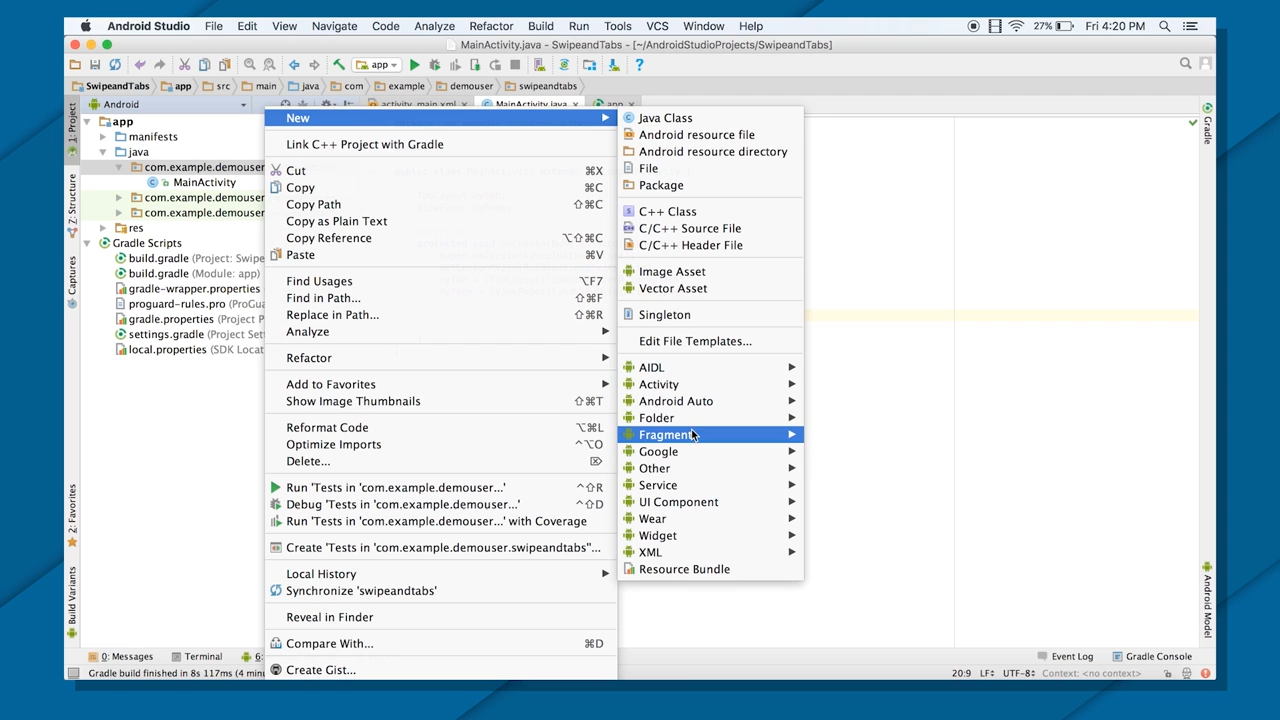 Android Studio File Edit View Navigate Code Analyze Refactor Build Run Tools VCS Window Help 27% Fri 4:20 PM
MainActivity.java - SwipeandTabs - [~/AndroidStudioProjects/SwipeandTabs]
app
SwipeandTabs app src main java com example demouser swipeandtabs
Android activity_main.xml MainActivity.java app
1: Project
Z: Structure
Captures
2: Favorites
Build Variants
app
manifests
java
com.example.demouser
MainActivity
com.example.demouser
com.example.demouser
res
Gradle Scripts
build.gradle (Project: Swipe
build.gradle (Module: app)
gradle-wrapper.properties
proguard-rules.pro (ProGua
gradle.properties (Project P
settings.gradle (Project Set
local.properties (SDK Locat
New
Link C++ Project with Gradle
Cut ⌘X
Copy ⌘C
Copy Path ⇧⌘C
Copy as Plain Text
Copy Reference ⌥⇧⌘C
Paste ⌘V
Find Usages ⌥F7
Find in Path... ⇧⌘F
Replace in Path... ⇧⌘R
Analyze
Refactor
Add to Favorites
Show Image Thumbnails ⇧⌘T
Reformat Code ⌥⌘L
Optimize Imports ^⌥O
Delete... ⌦
Run 'Tests in 'com.example.demouser...' ^⇧R
Debug 'Tests in 'com.example.demouser...' ^⇧D
Run 'Tests in 'com.example.demouser...' with Coverage
Create 'Tests in 'com.example.demouser.swipeandtabs''...
Local History
Synchronize 'swipeandtabs'
Reveal in Finder
Compare With... ⌘D
Create Gist...
Java Class
Android resource file
Android resource directory
File
Package
C++ Class
C/C++ Source File
C/C++ Header File
Image Asset
Vector Asset
Singleton
Edit File Templates...
AIDL
Activity
Android Auto
Folder
Fragment
Google
Other
Service
UI Component
Wear
Widget
XML
Resource Bundle
Gradle
Android Model
0: Messages Terminal 6: Event Log Gradle Console
Gradle build finished in 8s 117ms (4 minu 20:9 LF÷ UTF-8÷ Context: <no context>